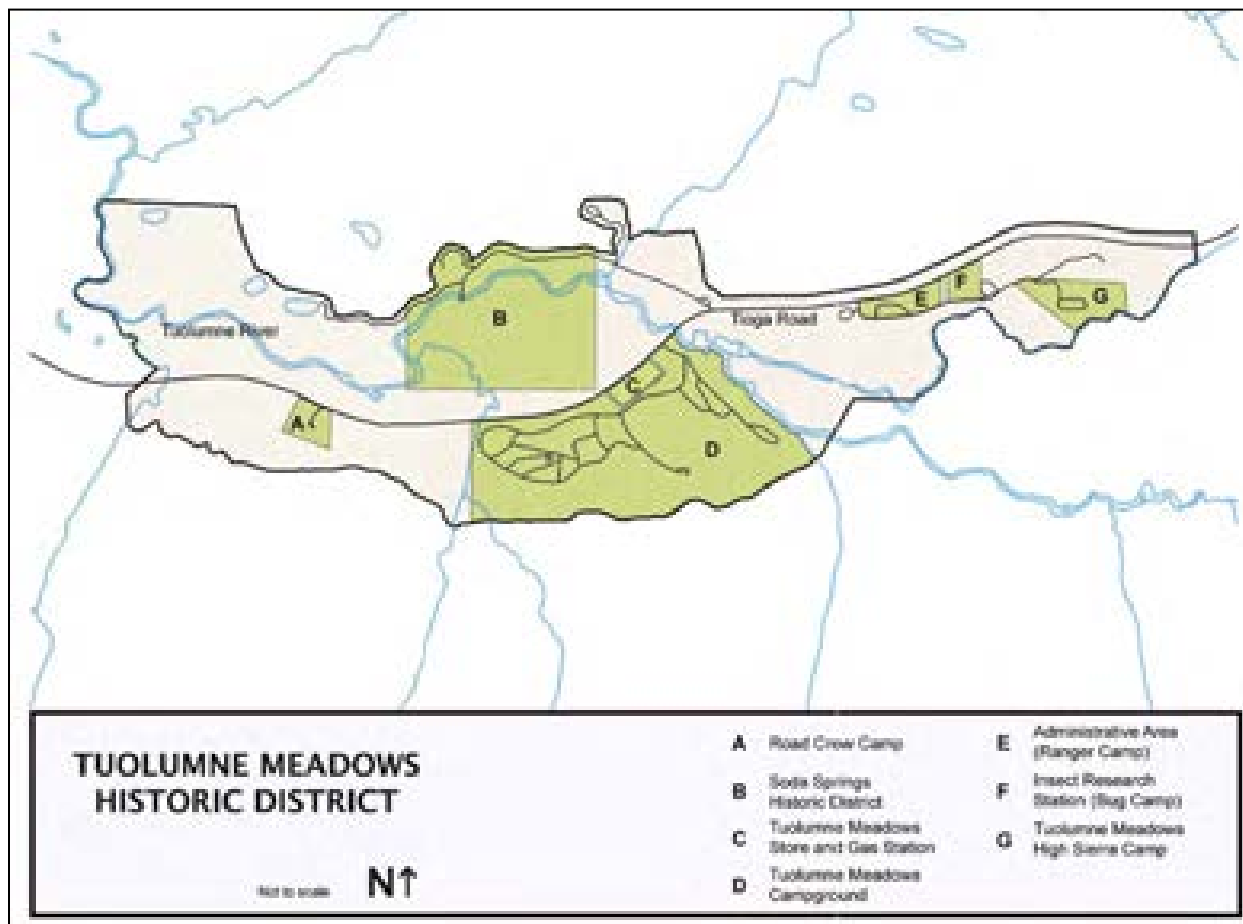 B
Tuolumne River
Tioga Road
E
F
G
C
A
D
TUOLUMNE MEADOWS
HISTORIC DISTRICT
Not to scale
N↑
A Road Crew Camp
B Soda Springs
Historic District
C Tuolumne Meadows
Store and Gas Station
D Tuolumne Meadows
Campground
E Administrative Area
(Ranger Camp)
F Insect Research
Station (Bug Camp)
G Tuolumne Meadows
High Sierra Camp